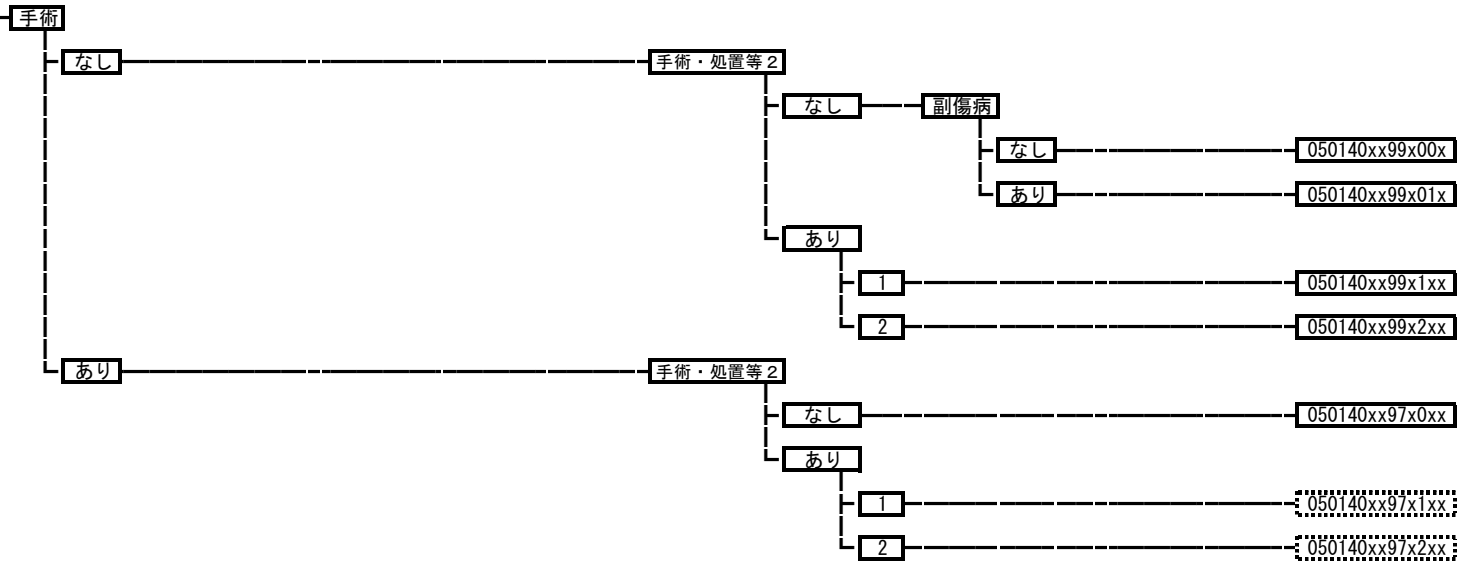 手術
なし 手術・処置等2
なし 副傷病
なし 050140xx99x00x
あり 050140xx99x01x
あり
1 050140xx99x1xx
2 050140xx99x2xx
あり 手術・処置等2
なし 050140xx97x0xx
あり
1 050140xx97x1xx
2 050140xx97x2xx